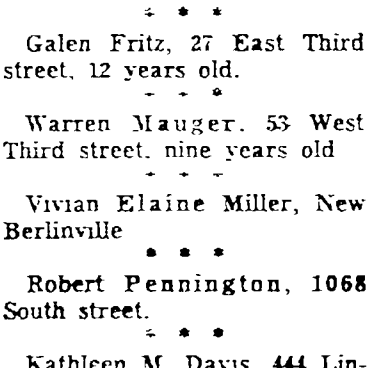 * * *
Galen Fritz, 27 East Third
street, 12 years old.
* * *
Warren Mauger, 53 West
Third street, nine years old
* * *
Vivian Elaine Miller, New
Berlinville
* * *
Robert Pennington, 1068
South street.
* * *
Kathleen M. Davis, 444 Lin-